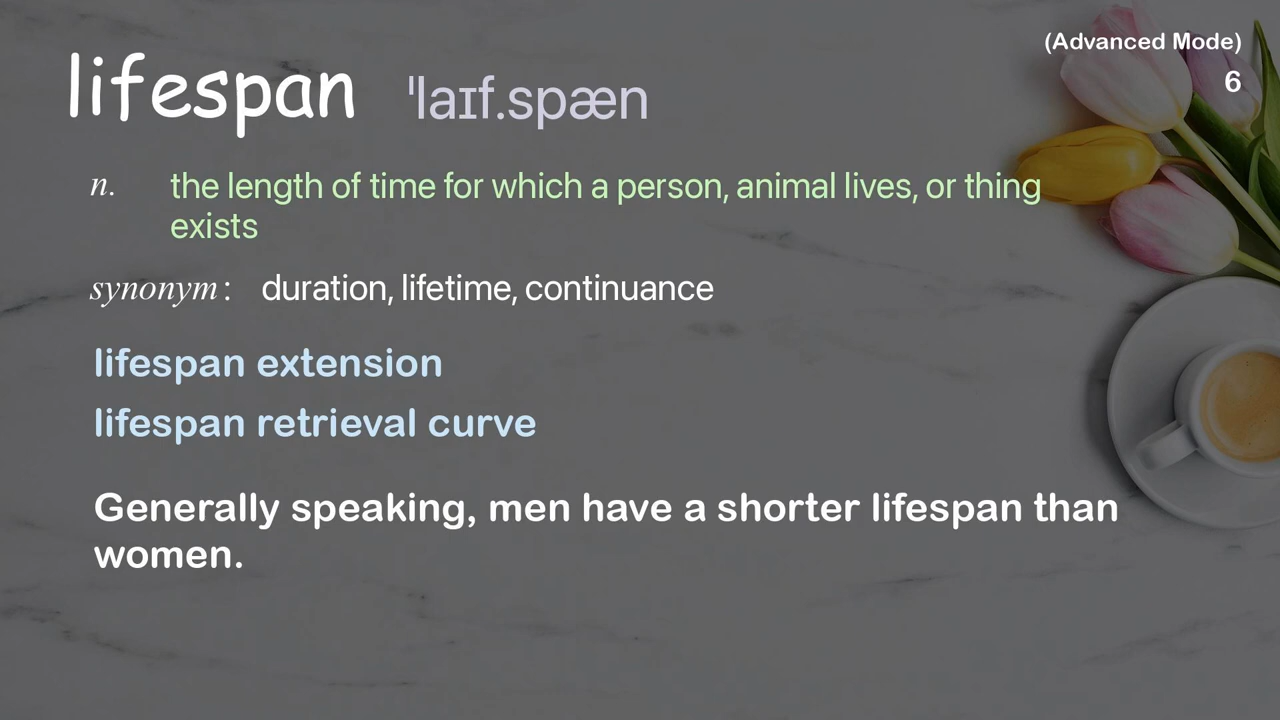 (Advanced Mode)
6
lifespan ˈlaɪf.spæn
n. the length of time for which a person, animal lives, or thing
exists
synonym: duration, lifetime, continuance
lifespan extension
lifespan retrieval curve
Generally speaking, men have a shorter lifespan than
women.